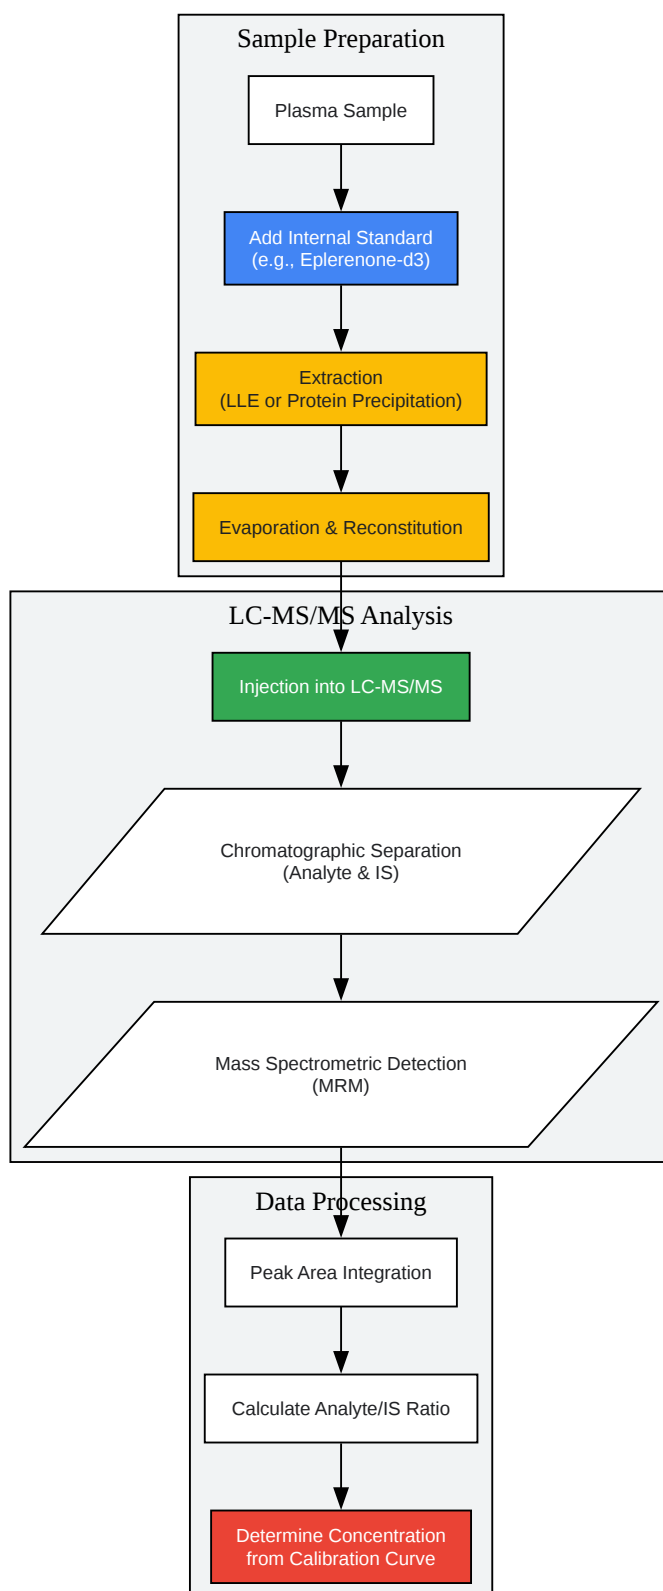 Sample Preparation
Plasma Sample
Add Internal Standard
(e.g., Eplerenone-d3)
Extraction
(LLE or Protein Precipitation)
Evaporation & Reconstitution
LC-MS/MS Analysis
Injection into LC-MS/MS
Chromatographic Separation
(Analyte & IS)
Mass Spectrometric Detection
(MRM)
Data Processing
Peak Area Integration
Calculate Analyte/IS Ratio
Determine Concentration
from Calibration Curve